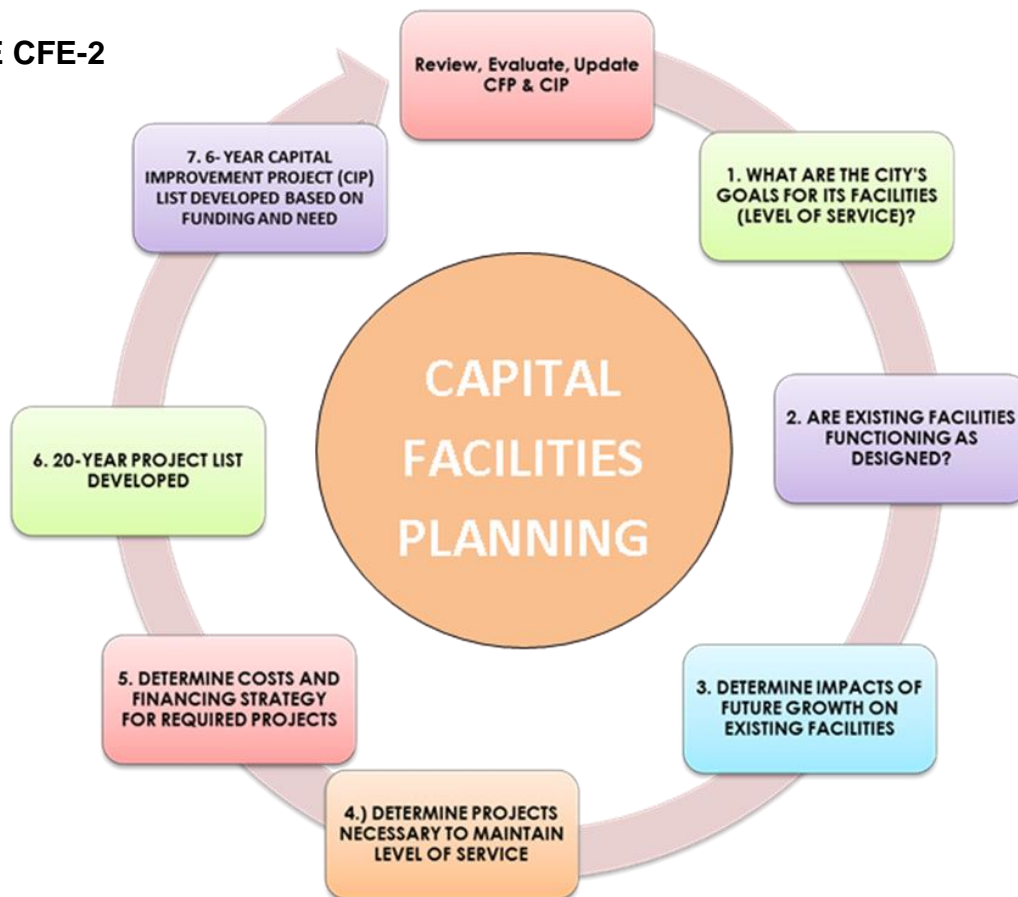 E CFE-2
Review, Evaluate, Update
CFP & CIP
1. WHAT ARE THE CITY'S
GOALS FOR ITS FACILITIES
(LEVEL OF SERVICE)?
2. ARE EXISTING FACILITIES
FUNCTIONING AS
DESIGNED?
3. DETERMINE IMPACTS OF
FUTURE GROWTH ON
EXISTING FACILITIES
4.) DETERMINE PROJECTS
NECESSARY TO MAINTAIN
LEVEL OF SERVICE
5. DETERMINE COSTS AND
FINANCING STRATEGY
FOR REQUIRED PROJECTS
6. 20-YEAR PROJECT LIST
DEVELOPED
7. 6- YEAR CAPITAL
IMPROVEMENT PROJECT (CIP)
LIST DEVELOPED BASED ON
FUNDING AND NEED
CAPITAL
FACILITIES
PLANNING